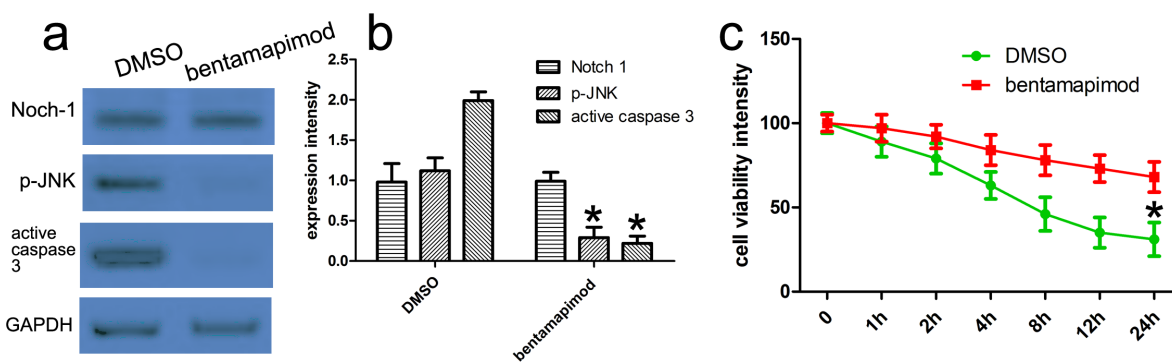 a
DMSO
bentamapimod
Noch-1
p-JNK
active
caspase
3
GAPDH
b
expression intensity
2.5
2.0
1.5
1.0
0.5
0.0
Notch 1
p-JNK
active caspase 3
*
*
DMSO
bentamapimod
c
cell viability intensity
150
100
50
0
DMSO
bentamapimod
*
0
1h
2h
4h
8h
12h
24h